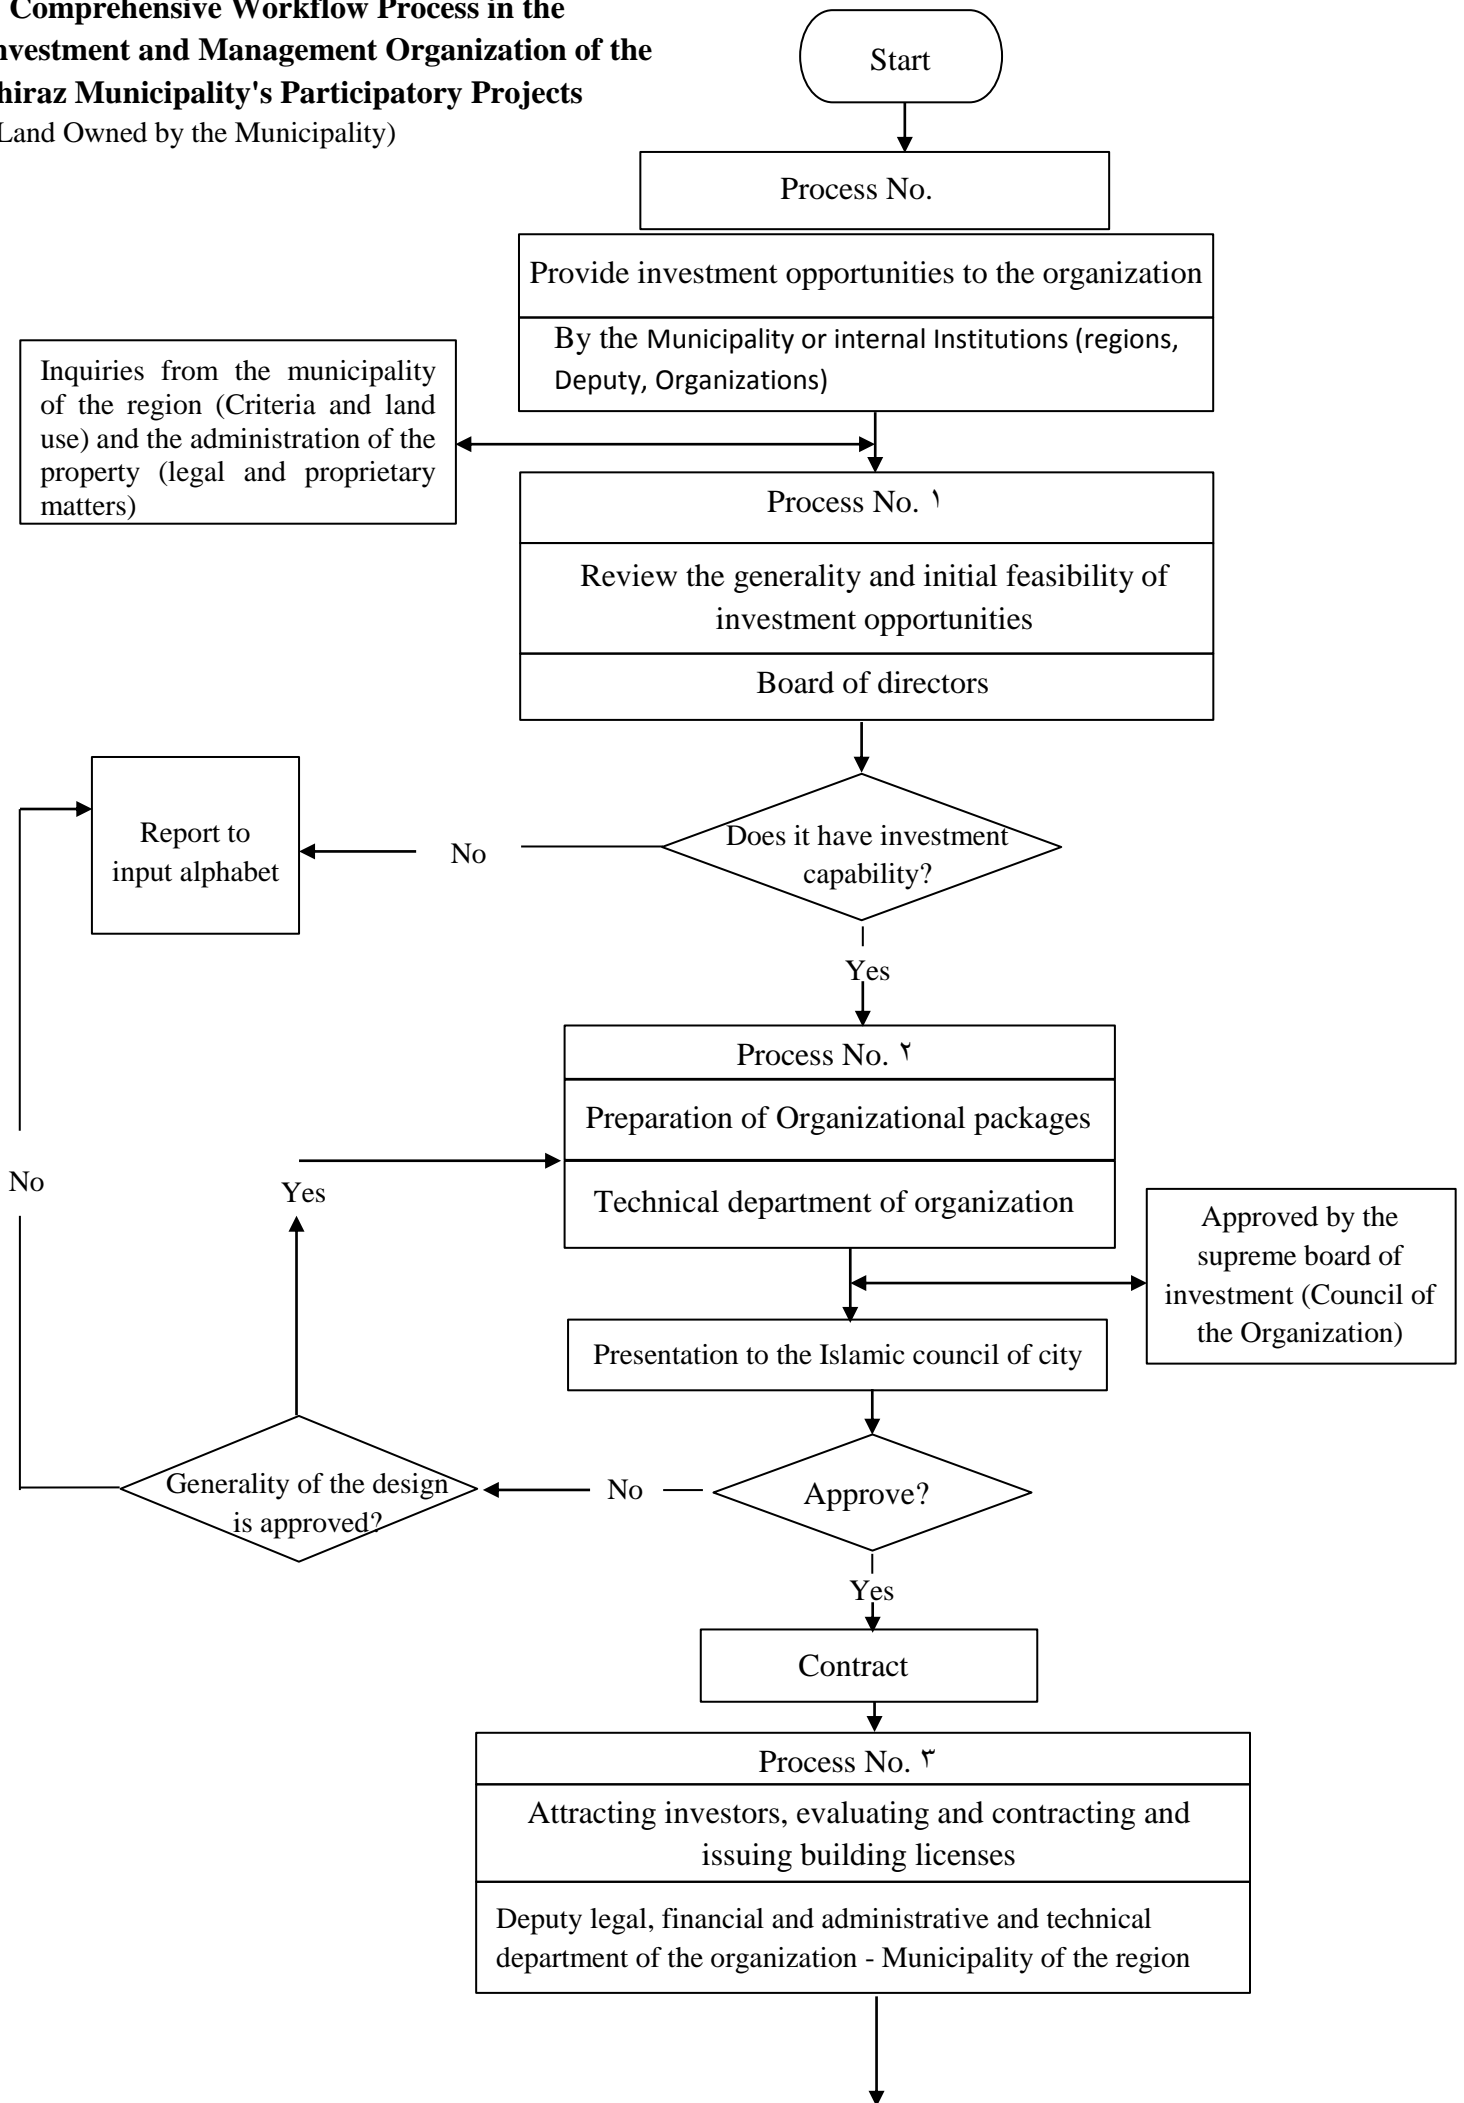 Comprehensive Workflow Process in the
nvestment and Management Organization of the
hiraz Municipality's Participatory Projects
Land Owned by the Municipality)
Start
Process No.
Provide investment opportunities to the organization
By the Municipality or internal Institutions (regions,
Deputy, Organizations)
Inquiries from the municipality
of the region (Criteria and land
use) and the administration of the
property (legal and proprietary
matters)
Process No. ۱
Review the generality and initial feasibility of
investment opportunities
Board of directors
Does it have investment
capability?
No
Report to
input alphabet
Yes
Process No. ۲
Preparation of Organizational packages
Technical department of organization
No
Yes
Approved by the
supreme board of
investment (Council of
the Organization)
Presentation to the Islamic council of city
Approve?
No
Generality of the design
is approved?
Yes
Contract
Process No. ۳
Attracting investors, evaluating and contracting and
issuing building licenses
Deputy legal, financial and administrative and technical
department of the organization - Municipality of the region